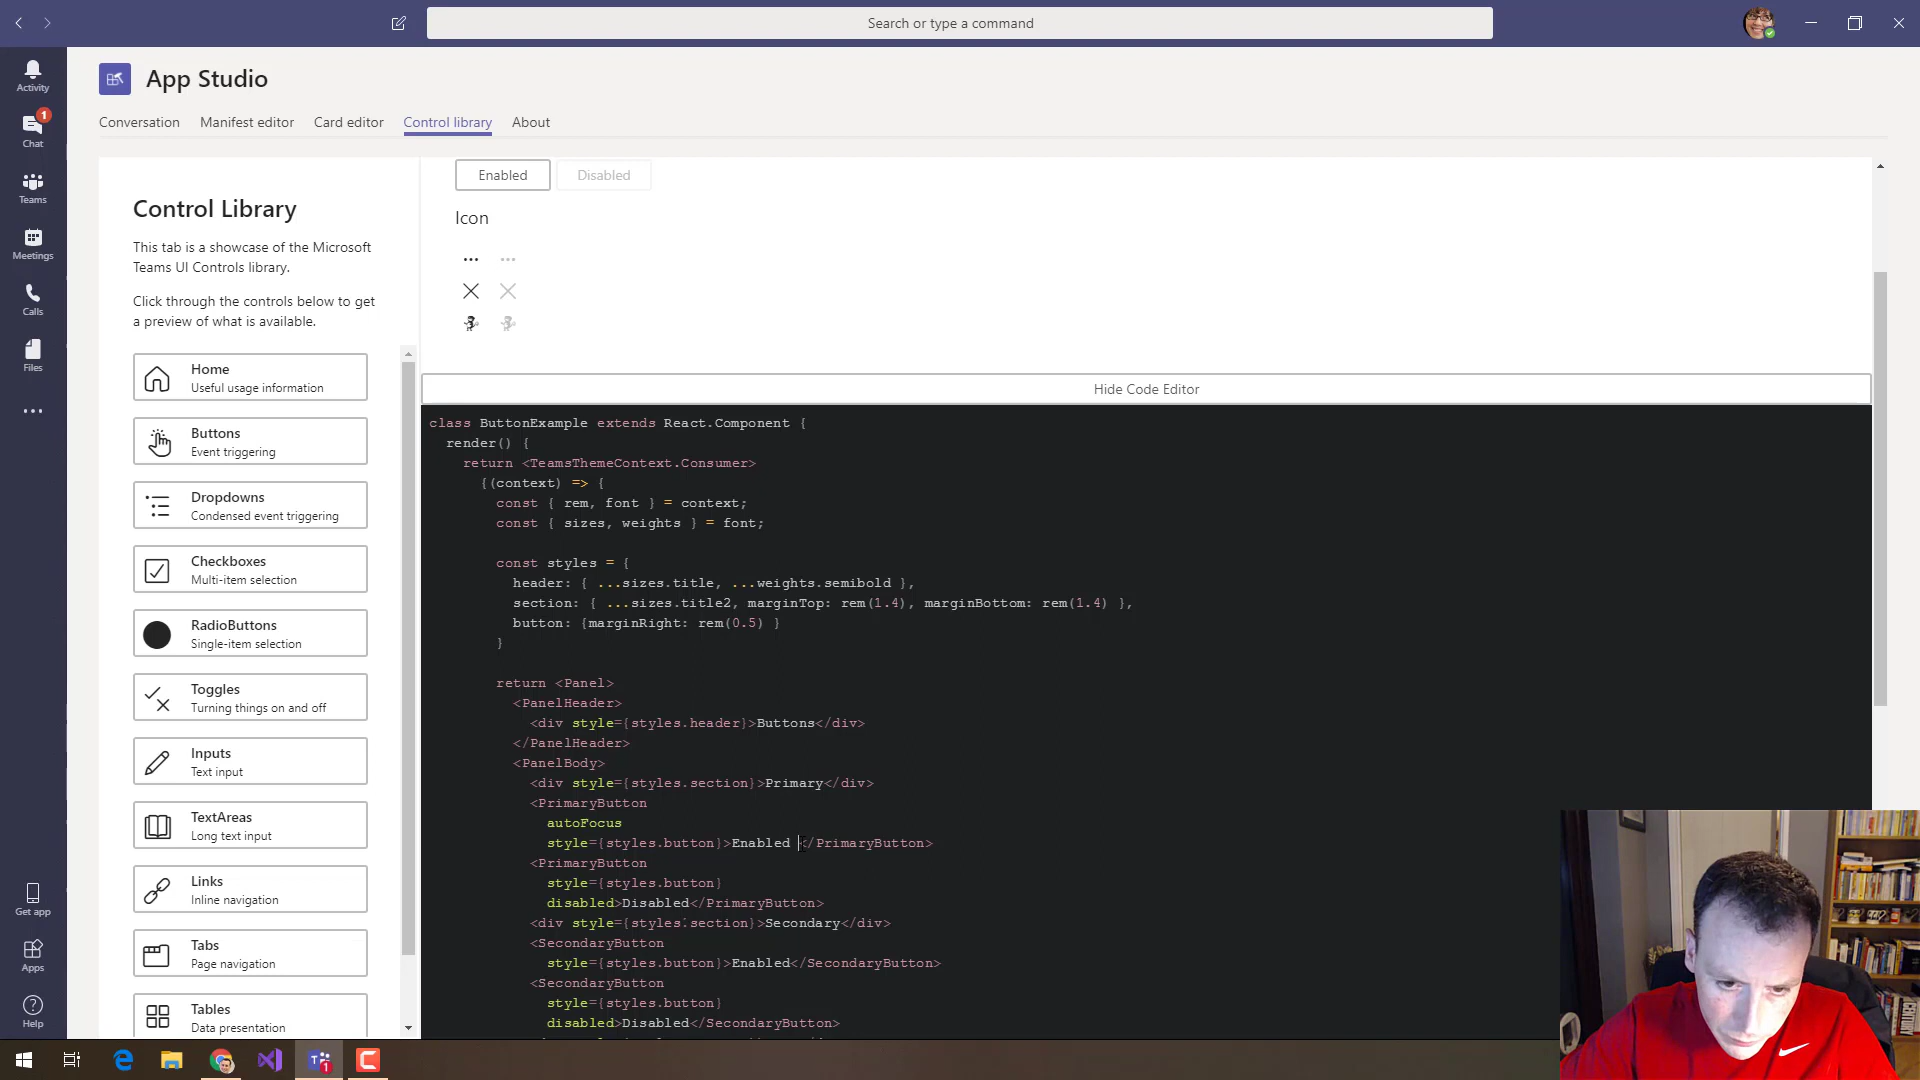 Search or type a command
Activity
Chat
1
Teams
Meetings
Calls
Files
Get app
Apps
Help
App Studio
Conversation
Manifest editor
Card editor
Control library
About
Control Library
This tab is a showcase of the Microsoft
Teams UI Controls library.
Click through the controls below to get
a preview of what is available.
Home
Useful usage information
Buttons
Event triggering
Dropdowns
Condensed event triggering
Checkboxes
Multi-item selection
RadioButtons
Single-item selection
Toggles
Turning things on and off
Inputs
Text input
TextAreas
Long text input
Links
Inline navigation
Tabs
Page navigation
Tables
Data presentation
Enabled
Disabled
Icon
Hide Code Editor
class ButtonExample extends React.Component {
render() {
return <TeamsThemeContext.Consumer>
{(context) => {
const { rem, font } = context;
const { sizes, weights } = font;
const styles = {
header: { ...sizes.title, ...weights.semibold },
section: { ...sizes.title2, marginTop: rem(1.4), marginBottom: rem(1.4) },
button: {marginRight: rem(0.5) }
}
return <Panel>
<PanelHeader>
<div style={styles.header}>Buttons</div>
</PanelHeader>
<PanelBody>
<div style={styles.section}>Primary</div>
<PrimaryButton
autoFocus
style={styles.button}>Enabled </PrimaryButton>
<PrimaryButton
style={styles.button}
disabled>Disabled</PrimaryButton>
<div style={styles.section}>Secondary</div>
<SecondaryButton
style={styles.button}>Enabled</SecondaryButton>
<SecondaryButton
style={styles.button}
disabled>Disabled</SecondaryButton>
1